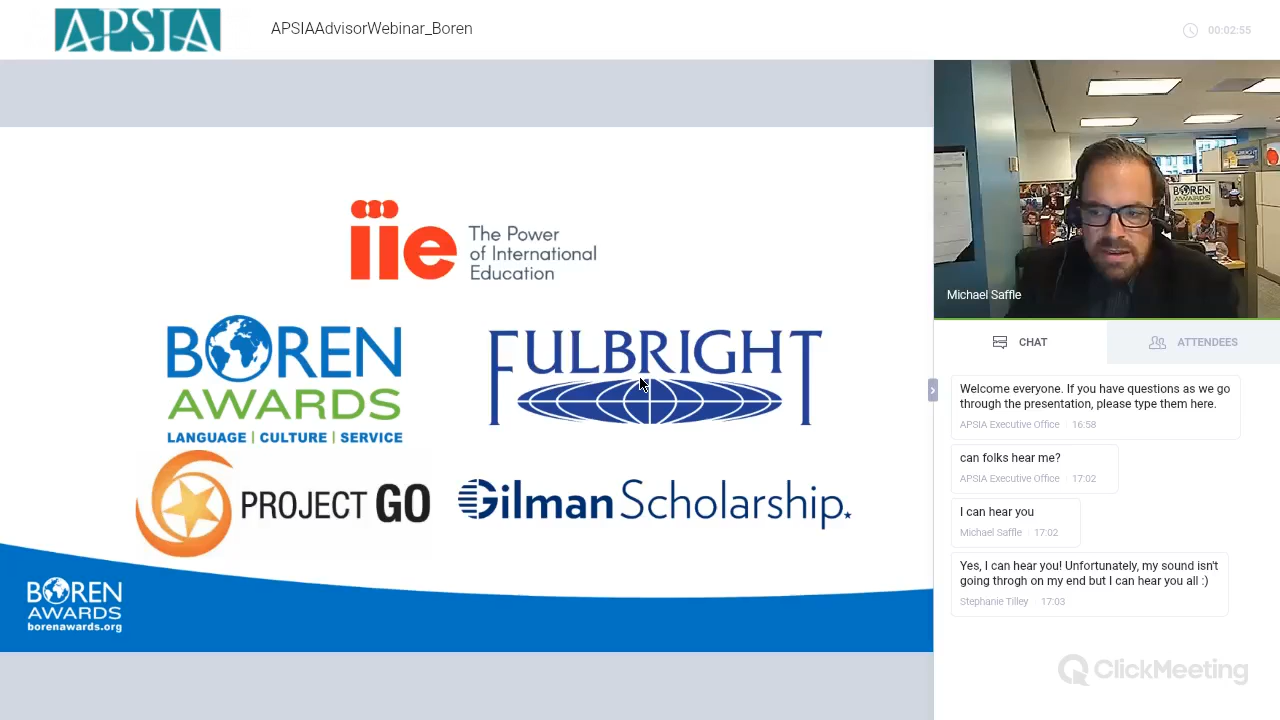 APSIA
APSIAAdvisorWebinar_Boren
00:02:55
iie
The Power
of International
Education
BOREN
AWARDS
LANGUAGE | CULTURE | SERVICE
FULBRIGHT
PROJECT GO
Gilman Scholarship
BOREN
AWARDS
borenawards.org
FULBRIGHT
BOREN
AWARDS
Michael Saffle
CHAT
ATTENDEES
Welcome everyone. If you have questions as we go
through the presentation, please type them here.
APSIA Executive Office 16:58
can folks hear me?
APSIA Executive Office 17:02
I can hear you
Michael Saffle 17:02
Yes, I can hear you! Unfortunately, my sound isn't
going throgh on my end but I can hear you all :)
Stephanie Tilley 17:03
ClickMeeting